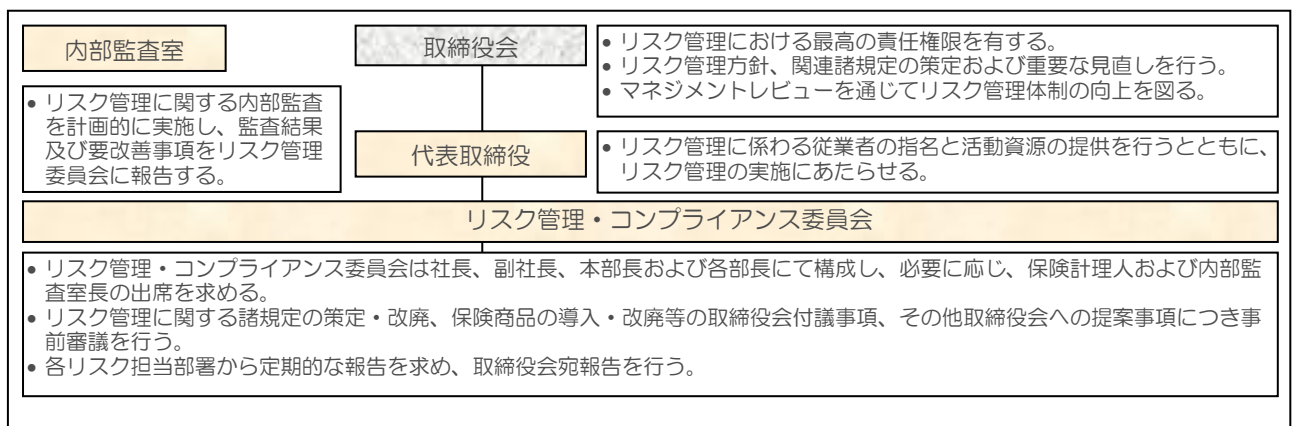 内部監査室
• リスク管理に関する内部監査
を計画的に実施し、監査結果
及び要改善事項をリスク管理
委員会に報告する。
取締役会
• リスク管理における最高の責任権限を有する。
• リスク管理方針、関連諸規定の策定および重要な見直しを行う。
• マネジメントレビューを通じてリスク管理体制の向上を図る。
代表取締役
• リスク管理に係わる従業者の指名と活動資源の提供を行うとともに、
リスク管理の実施にあたらせる。
リスク管理・コンプライアンス委員会
• リスク管理・コンプライアンス委員会は社長、副社長、本部長および各部長にて構成し、必要に応じ、保険計理人および内部監
査室長の出席を求める。
• リスク管理に関する諸規定の策定・改廃、保険商品の導入・改廃等の取締役会付議事項、その他取締役会への提案事項につき事
前審議を行う。
• 各リスク担当部署から定期的な報告を求め、取締役会宛報告を行う。